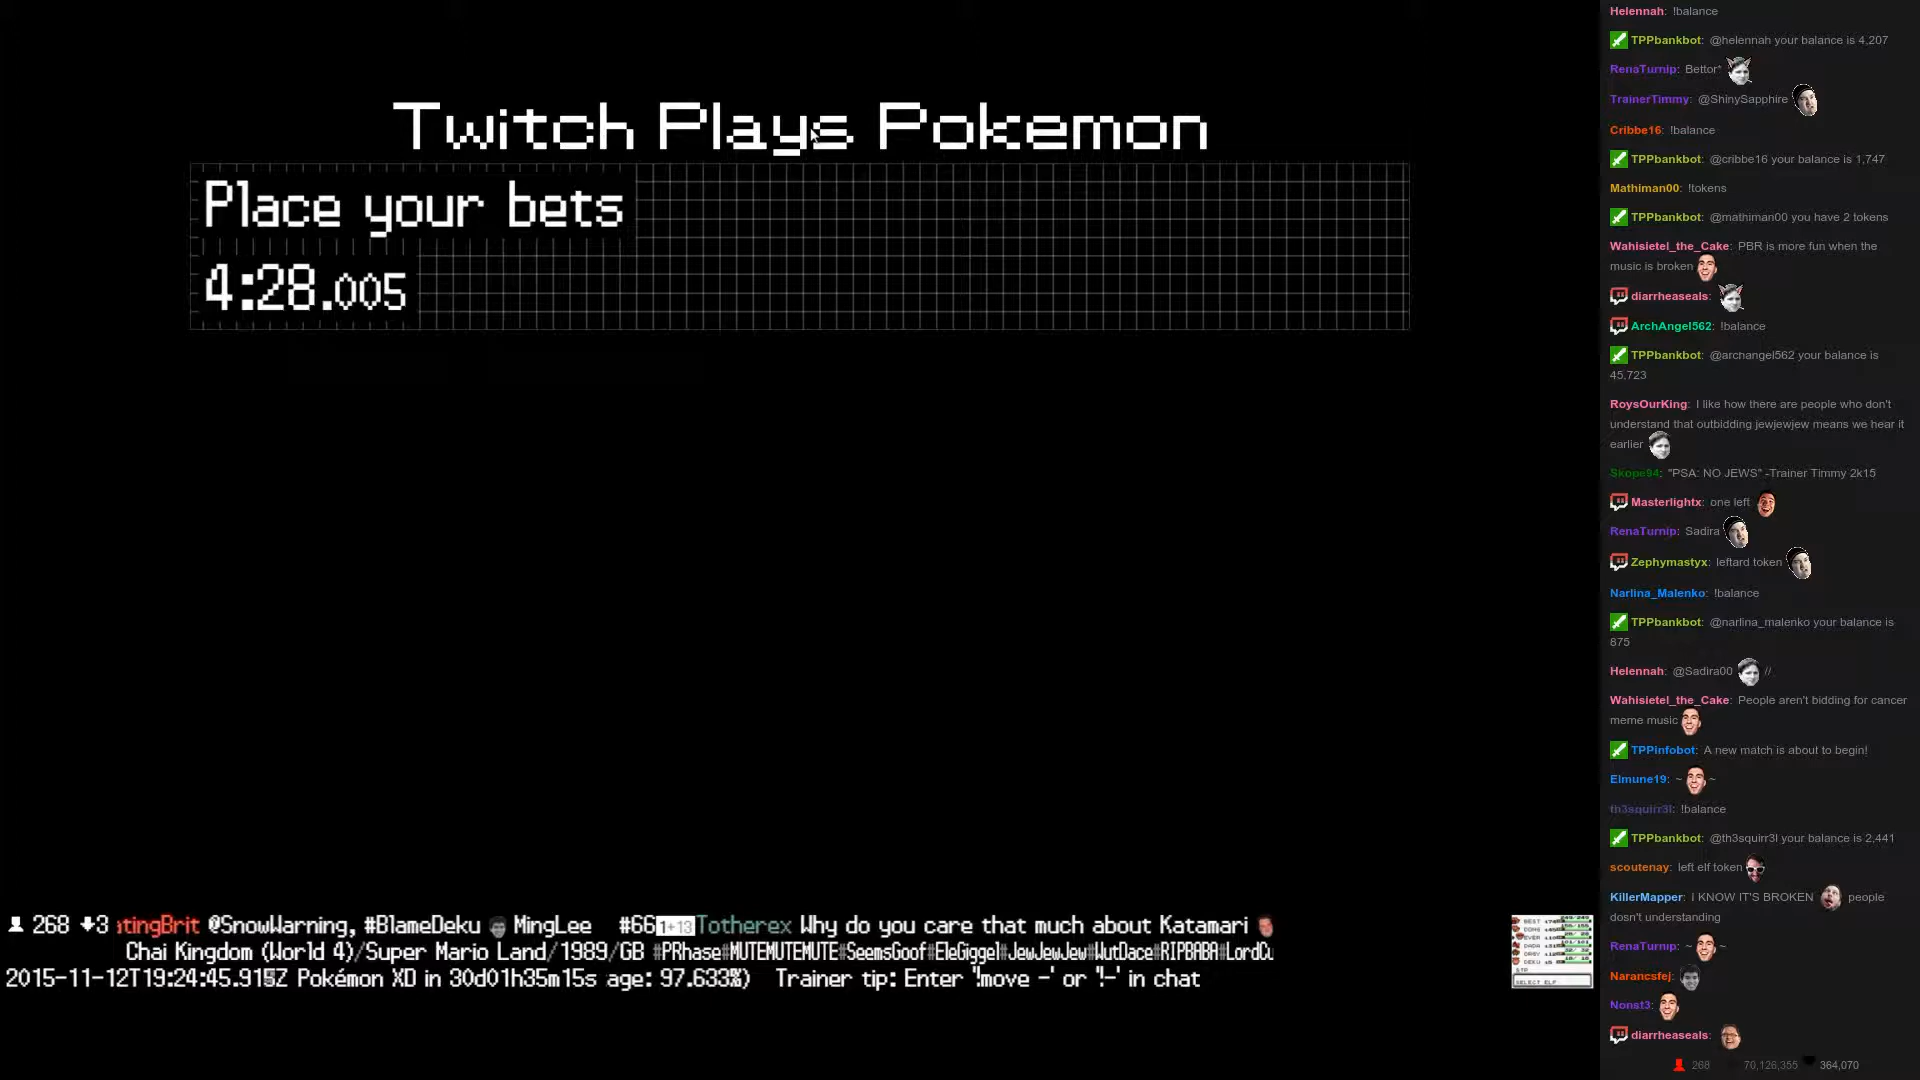 Twitch Plays Pokemon
Place your bets
4:28.005
268 3 tingBrit @SnowWarning, #BlameDeku MingLee #66 1+13 Totherex Why do you care that much about Katamari
Chai Kingdom (World 4)/Super Mario Land/1989/GB #PRhase#MUTEMUTEMUTE#SeemsGoof#EleGiggel#JewJewJew#WutDace#RIPBABA#LordCu
2015-11-12T19:24:45.915Z Pokémon XD in 30d01h35m15s age: 97.633%) Trainer tip: Enter '!move -' or '!-' in chat
SELECT ELF
Helennah: !balance
TPPbankbot: @helennah your balance is 4,207
RenaTurnip: Bettor*
TrainerTimmy: @ShinySapphire
Cribbe16: !balance
TPPbankbot: @cribbe16 your balance is 1,747
Mathiman00: !tokens
TPPbankbot: @mathiman00 you have 2 tokens
Wahisietel_the_Cake: PBR is more fun when the
music is broken
diarrheaseals:
ArchAngel562: !balance
TPPbankbot: @archangel562 your balance is
45,723
RoysOurKing: I like how there are people who don't
understand that outbidding jewjewjew means we hear it
earlier
Skope94: "PSA: NO JEWS" -Trainer Timmy 2k15
Masterlightx: one left
RenaTurnip: Sadira
Zephymastyx: leftard token
Narlina_Malenko: !balance
TPPbankbot: @narlina_malenko your balance is
875
Helennah: @Sadira00 //
Wahisietel_the_Cake: People aren't bidding for cancer
meme music
TPPinfobot: A new match is about to begin!
Elmune19: ~ ~
th3squirr3l: !balance
TPPbankbot: @th3squirr3l your balance is 2,441
scoutenay: left elf token
KillerMapper: I KNOW IT'S BROKEN people
dosn't understanding
RenaTurnip: ~ ~
Narancsfej:
Nonst3:
diarrheaseals:
268 70,126,355 364,070